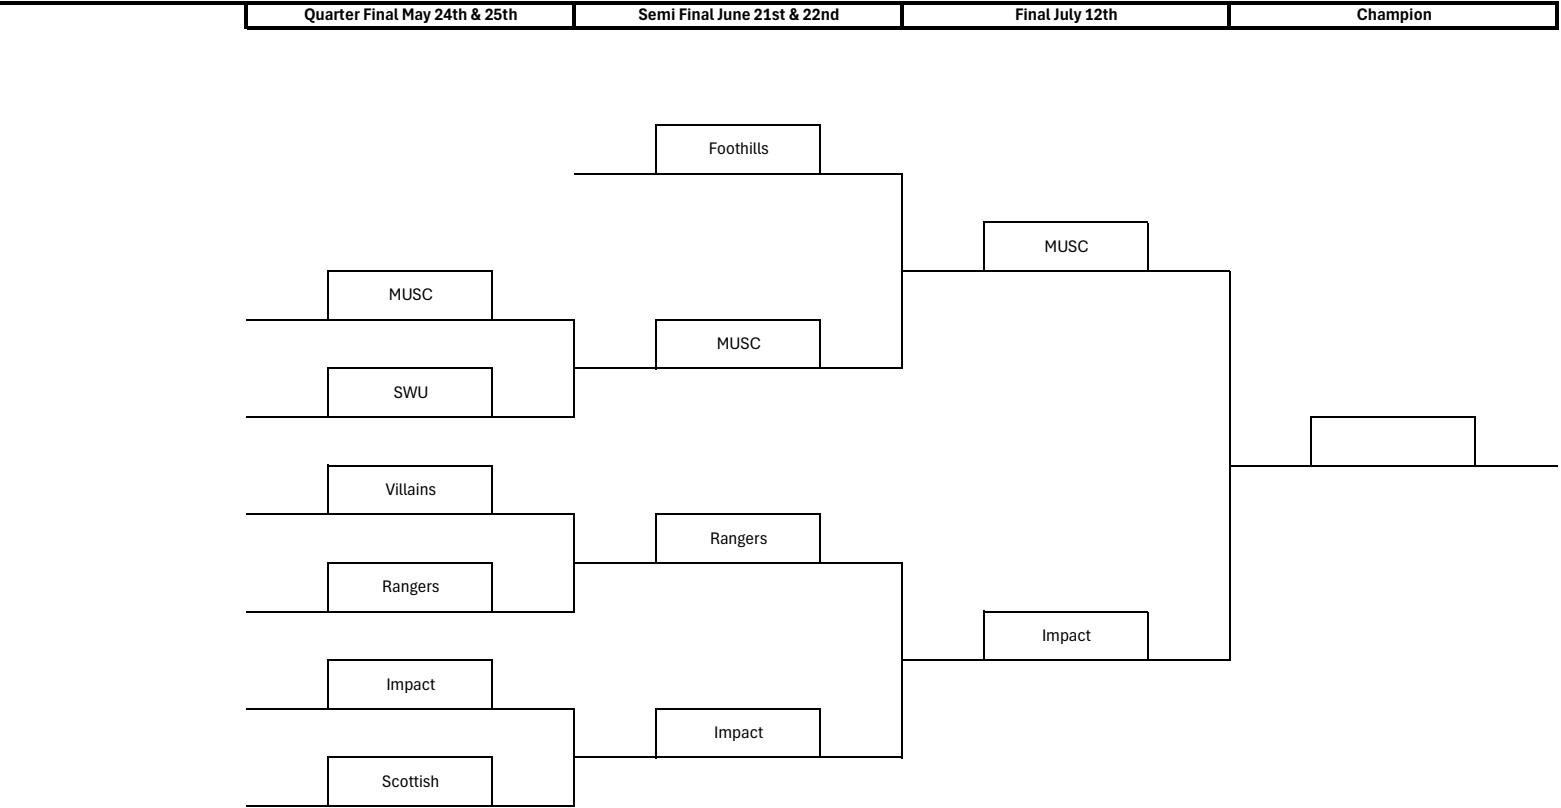 Quarter Final May 24th & 25th
Semi Final June 21st & 22nd
Final July 12th
Champion
Foothills
MUSC
MUSC
MUSC
SWU
Villains
Rangers
Rangers
Impact
Impact
Impact
Scottish